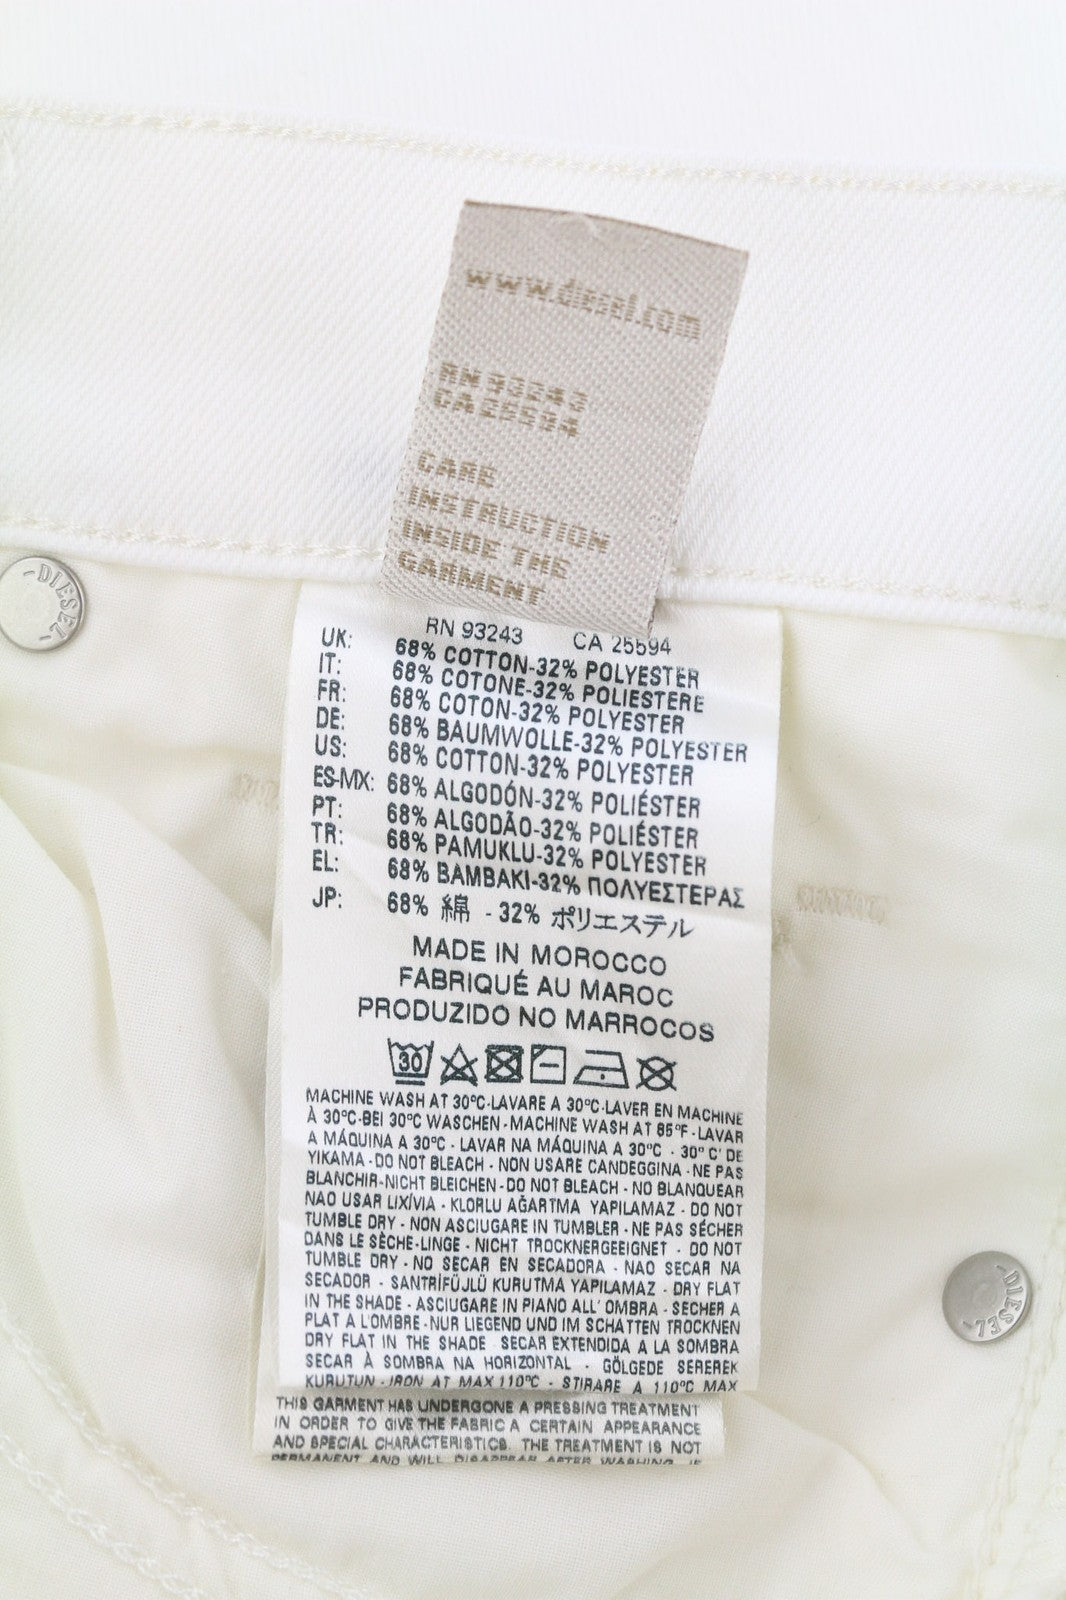 www.diesel.com
RN 93243
CA 25594
CARE
INSTRUCTION
INSIDE THE
GARMENT
RN 93243 CA 25594
UK: 68% COTTON-32% POLYESTER
IT: 68% COTONE-32% POLIESTERE
FR: 68% COTON-32% POLYESTER
DE: 68% BAUMWOLLE-32% POLYESTER
US: 68% COTTON-32% POLYESTER
ES-MX: 68% ALGODÓN-32% POLIÉSTER
PT: 68% ALGODÃO-32% POLIÉSTER
TR: 68% PAMUKLU-32% POLYESTER
EL: 68% ΒΑΜΒΑΚΙ-32% ΠΟΛΥΕΣΤΕΡΑΣ
JP: 68% 綿 - 32% ポリエステル
MADE IN MOROCCO
FABRIQUÉ AU MAROC
PRODUZIDO NO MARROCOS
30
MACHINE WASH AT 30°C-LAVARE A 30°C-LAVER EN MACHINE
À 30°C-BEI 30°C WASCHEN-MACHINE WASH AT 85°F-LAVAR
A MÁQUINA A 30°C - LAVAR NA MÁQUINA A 30°C - 30° C' DE
YIKAMA-DO NOT BLEACH - NON USARE CANDEGGINA -NE PAS
BLANCHIR-NICHT BLEICHEN-DO NOT BLEACH - NO BLANQUEAR
NAO USAR LIXÍVIA - KLORLU AĞARTMA YAPILAMAZ - DO NOT
TUMBLE DRY - NON ASCIUGARE IN TUMBLER - NE PAS SÉCHER
DANS LE SÈCHE-LINGE - NICHT TROCKNERGEEIGNET - DO NOT
TUMBLE DRY - NO SECAR EN SECADORA - NAO SECAR NA
SECADOR - SANTRİFÜJLÜ KURUTMA YAPILAMAZ - DRY FLAT
IN THE SHADE - ASCIUGARE IN PIANO ALL' OMBRA - SECHER A
PLAT A L'OMBRE -NUR LIEGEND UND IM SCHATTEN TROCKNEN
DRY FLAT IN THE SHADE SECAR EXTENDIDA A LA SOMBRA
SECAR À SOMBRA NA HORIZONTAL - GÖLGEDE SEREREK
KURUTUN - IRON AT MAX 110°C - STIRARE A 110°C MAX
THIS GARMENT HAS UNDERGONE A PRESSING TREATMENT
IN ORDER TO GIVE THE FABRIC A CERTAIN APPEARANCE
AND SPECIAL CHARACTERISTICS. THE TREATMENT IS NOT
PERMANENT AND WILL DISAPPEAR AFTER WASHING. IF
-DIESEL-
-DIESEL-